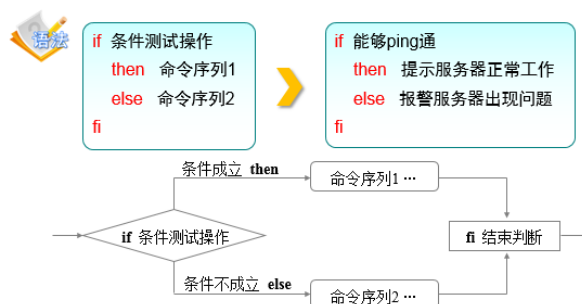 语法
if 条件测试操作
then 命令序列1
else 命令序列2
fi
if 能够ping通
then 提示服务器正常工作
else 报警服务器出现问题
fi
条件成立 then
命令序列1 …
if 条件测试操作
fi 结束判断
条件不成立 else
命令序列2 …